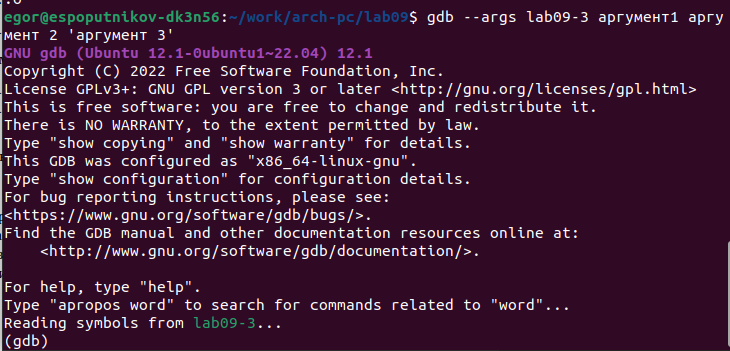 egor@espoputnikov-dk3n56:~/work/arch-pc/lab09$ gdb --args lab09-3 аргумент1 аргу
мент 2 'аргумент 3'
GNU gdb (Ubuntu 12.1-0ubuntu1~22.04) 12.1
Copyright (C) 2022 Free Software Foundation, Inc.
License GPLv3+: GNU GPL version 3 or later <http://gnu.org/licenses/gpl.html>
This is free software: you are free to change and redistribute it.
There is NO WARRANTY, to the extent permitted by law.
Type "show copying" and "show warranty" for details.
This GDB was configured as "x86_64-linux-gnu".
Type "show configuration" for configuration details.
For bug reporting instructions, please see:
<https://www.gnu.org/software/gdb/bugs/>.
Find the GDB manual and other documentation resources online at:
    <http://www.gnu.org/software/gdb/documentation/>.

For help, type "help".
Type "apropos word" to search for commands related to "word"...
Reading symbols from lab09-3...
(gdb)